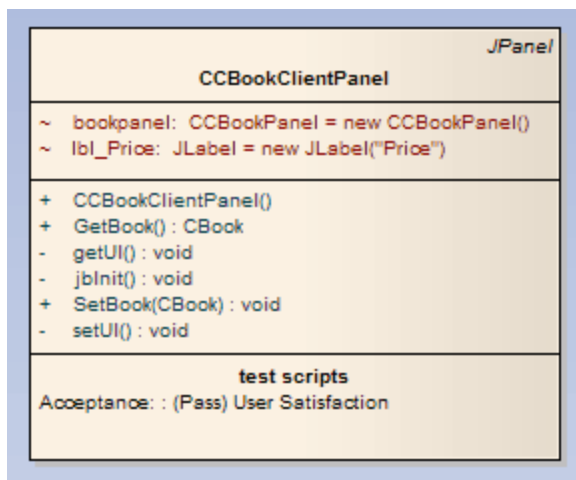 JPanel
CCBookClientPanel
~ bookpanel: CCBookPanel = new CCBookPanel()
~ lbl_Price: JLabel = new JLabel("Price")
+ CCBookClientPanel()
+ GetBook() : CBook
- getUI() : void
- jbInit() : void
+ SetBook(CBook) : void
- setUI() : void
test scripts
Acceptance: : (Pass) User Satisfaction